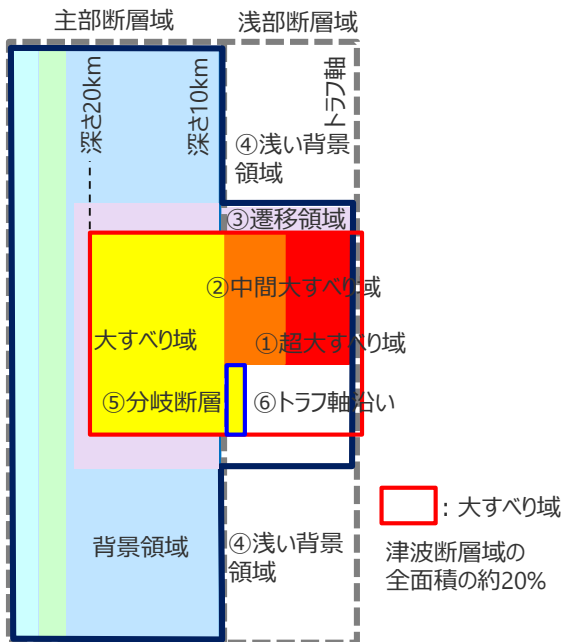 主部断層域
浅部断層域
深さ20km
深さ10km
トラフ軸
④浅い背景
領域
③遷移領域
②中間大すべり域
大すべり域
①超大すべり域
⑤分岐断層
⑥トラフ軸沿い
背景領域
④浅い背景
領域
：大すべり域
津波断層域の
全面積の約20%